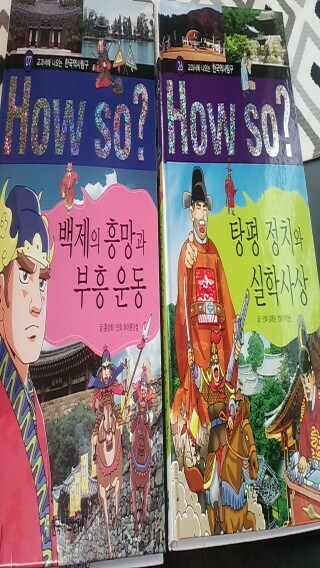 07 교과서에 나오는 한국역사탐구
How so?
백제의 흥망과
부흥 운동
교과서에 나오는 한국역사탐구
How so?
탕평 정치와
실학사상